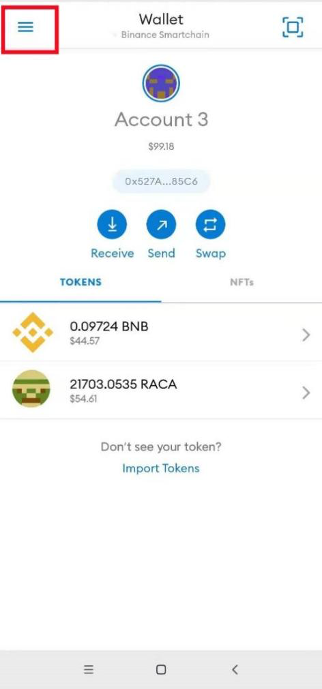 Wallet
Binance Smartchain
Account 3
$99.18
0x527A...85C6
Receive Send Swap
TOKENS NFTs
0.09724 BNB
$44.57
21703.0535 RACA
$54.61
Don't see your token?
Import Tokens